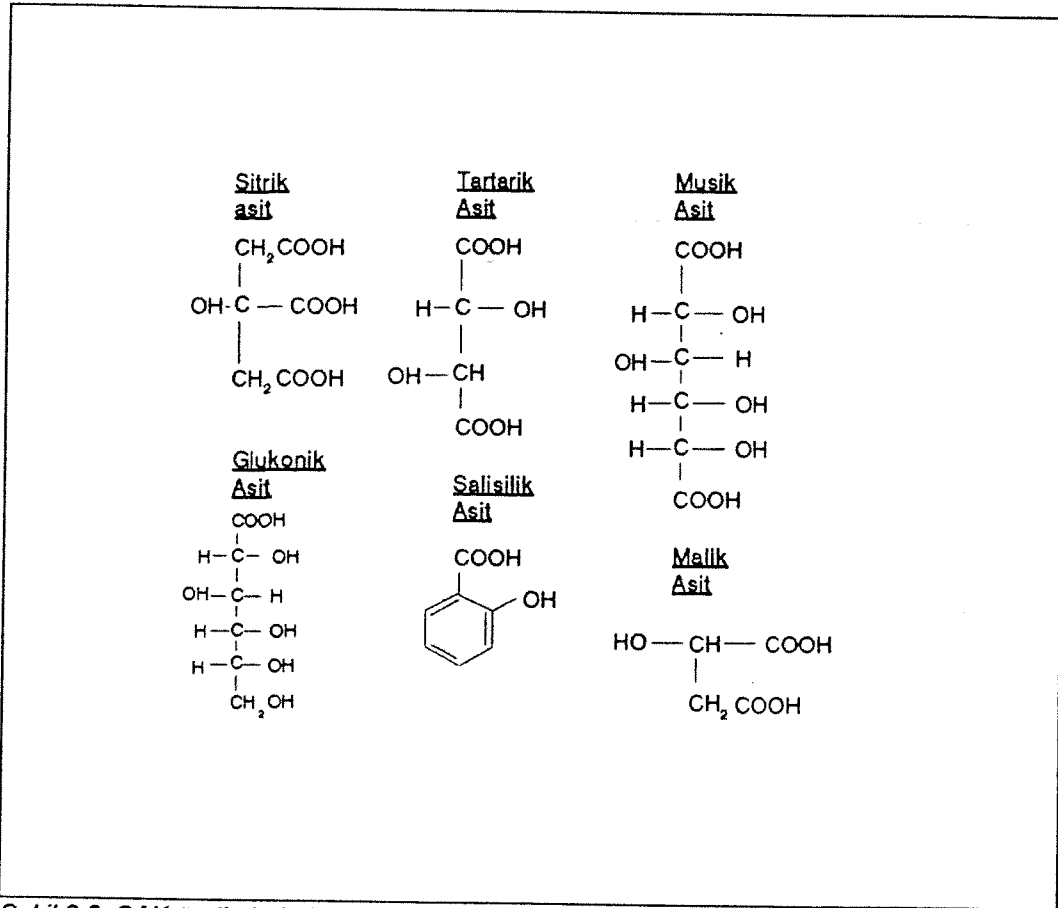 Sitrik
asit
CH2COOH
OH-C — COOH
CH2COOH
Tartarik
Asit
COOH
H—C — OH
OH—CH
COOH
Musik
Asit
COOH
H—C— OH
OH—C— H
H—C— OH
H—C— OH
COOH
Glukonik
Asit
COOH
H—C— OH
OH—C— H
H—C— OH
H—C— OH
CH2OH
Salisilik
Asit
COOH
OH
Malik
Asit
HO—CH— COOH
CH2COOH